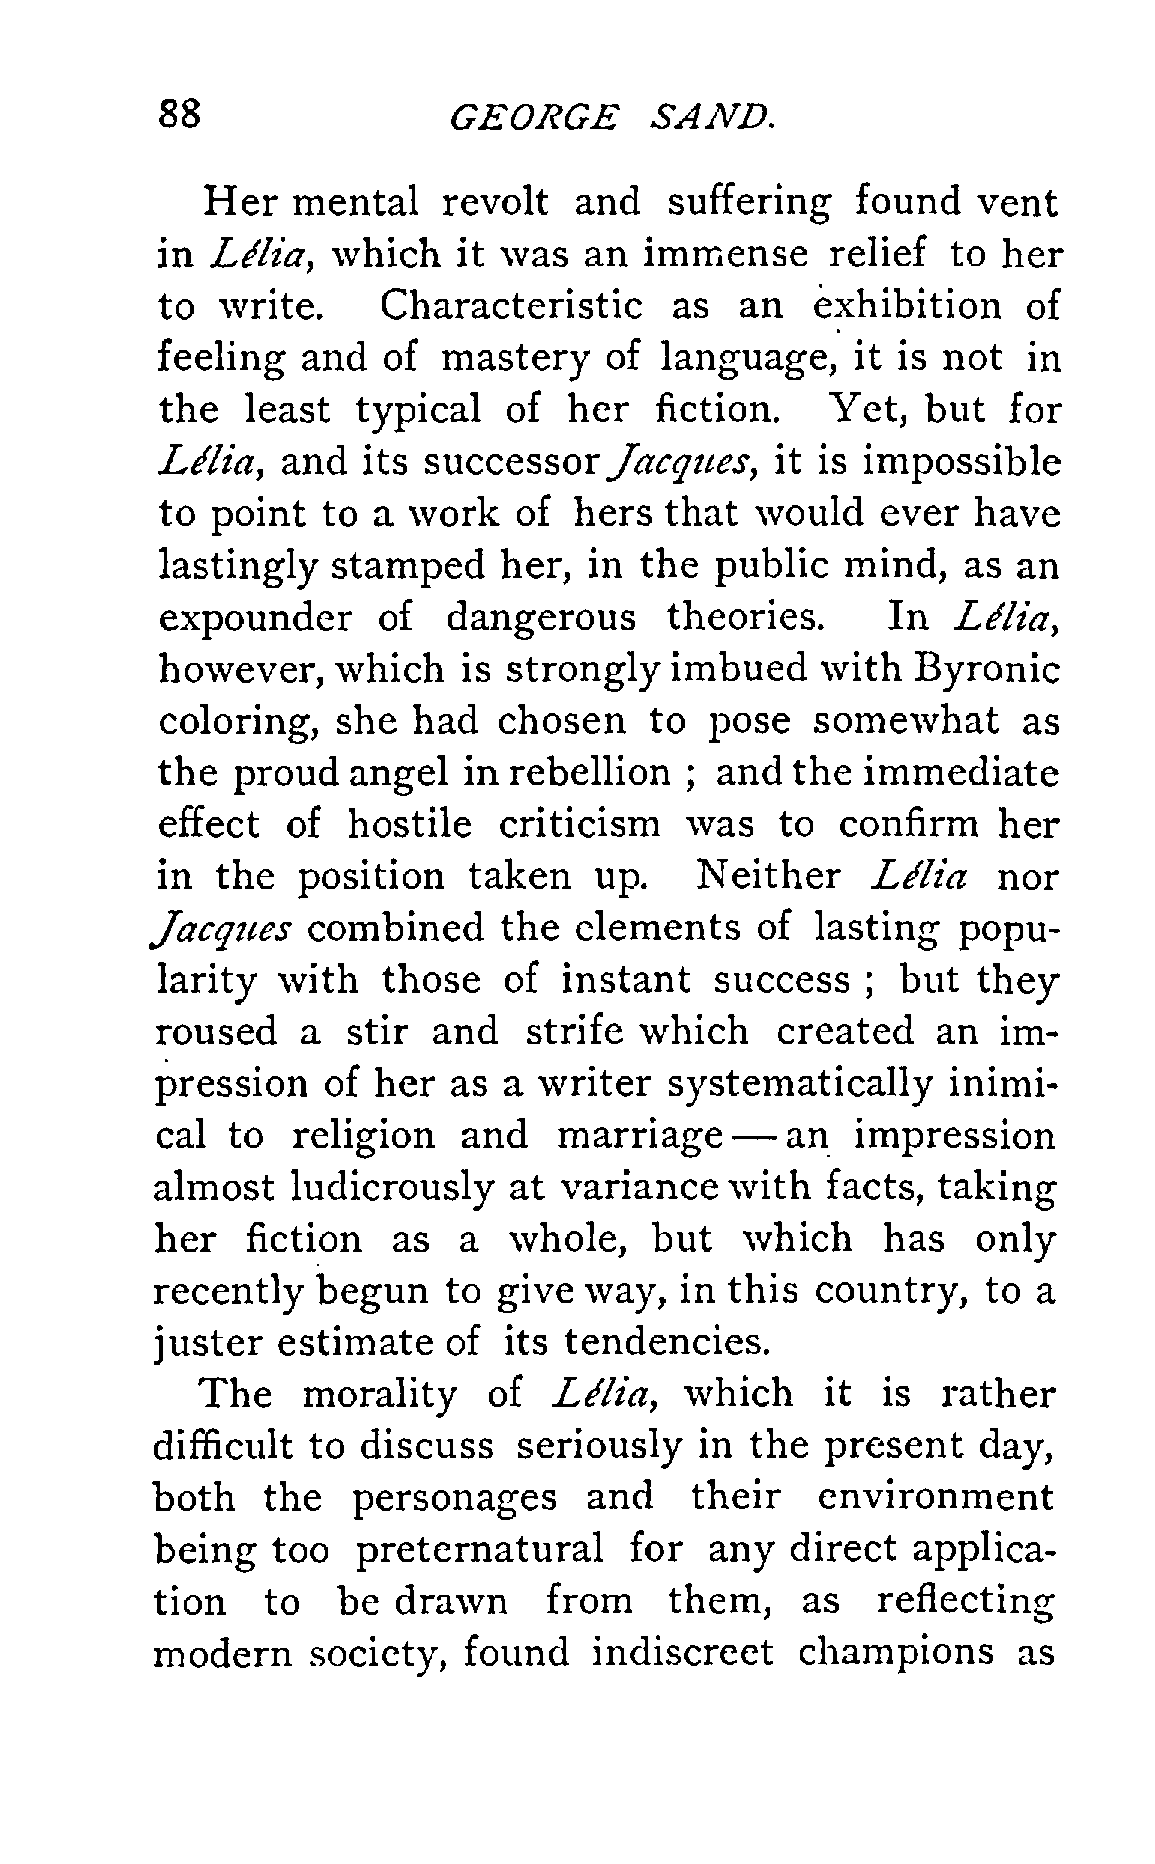 88 GEORGE SAND.
Her mental revolt and suffering found vent
in Lélia, which it was an immense relief to her
to write. Characteristic as an exhibition of
feeling and of mastery of language, it is not in
the least typical of her fiction. Yet, but for
Lélia, and its successor Jacques, it is impossible
to point to a work of hers that would ever have
lastingly stamped her, in the public mind, as an
expounder of dangerous theories. In Lélia,
however, which is strongly imbued with Byronic
coloring, she had chosen to pose somewhat as
the proud angel in rebellion ; and the immediate
effect of hostile criticism was to confirm her
in the position taken up. Neither Lélia nor
Jacques combined the elements of lasting popu-
larity with those of instant success ; but they
roused a stir and strife which created an im-
pression of her as a writer systematically inimi-
cal to religion and marriage — an impression
almost ludicrously at variance with facts, taking
her fiction as a whole, but which has only
recently begun to give way, in this country, to a
juster estimate of its tendencies.
The morality of Lélia, which it is rather
difficult to discuss seriously in the present day,
both the personages and their environment
being too preternatural for any direct applica-
tion to be drawn from them, as reflecting
modern society, found indiscreet champions as